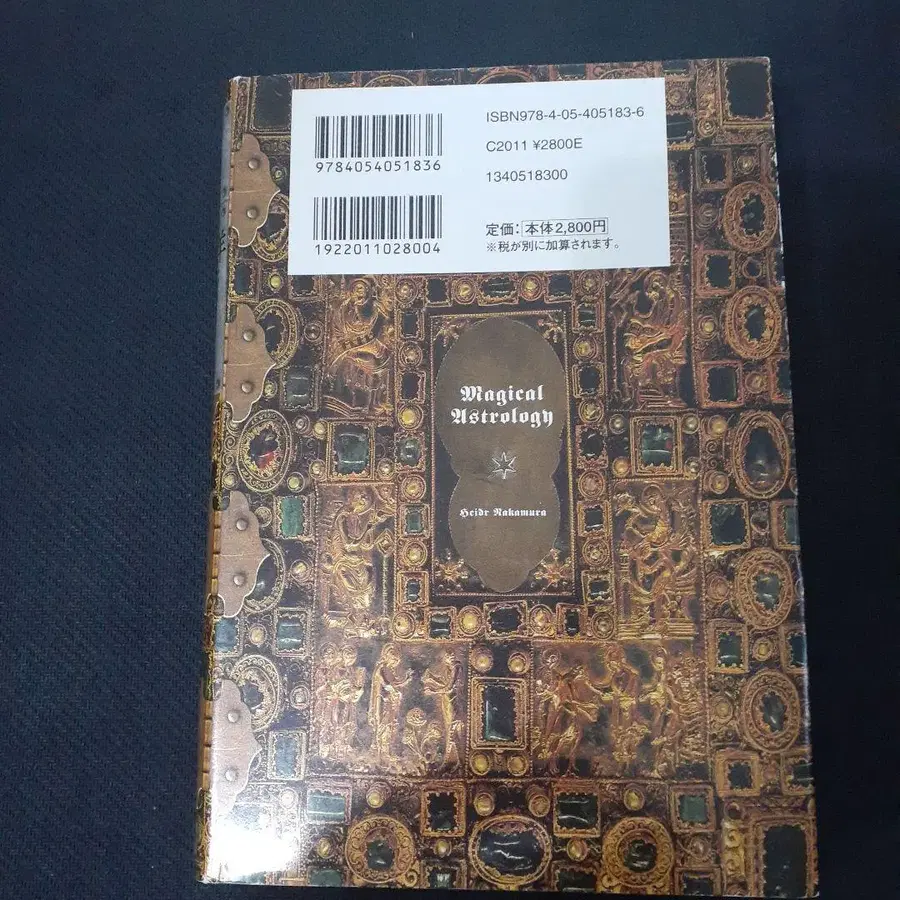 ISBN978-4-05-405183-6
C2011 ¥2800E
1340518300
9784054051836
1922011028004
定価：本体2,800円
※税が別に加算されます。
Magical
Astrology
Heidr Nakamura